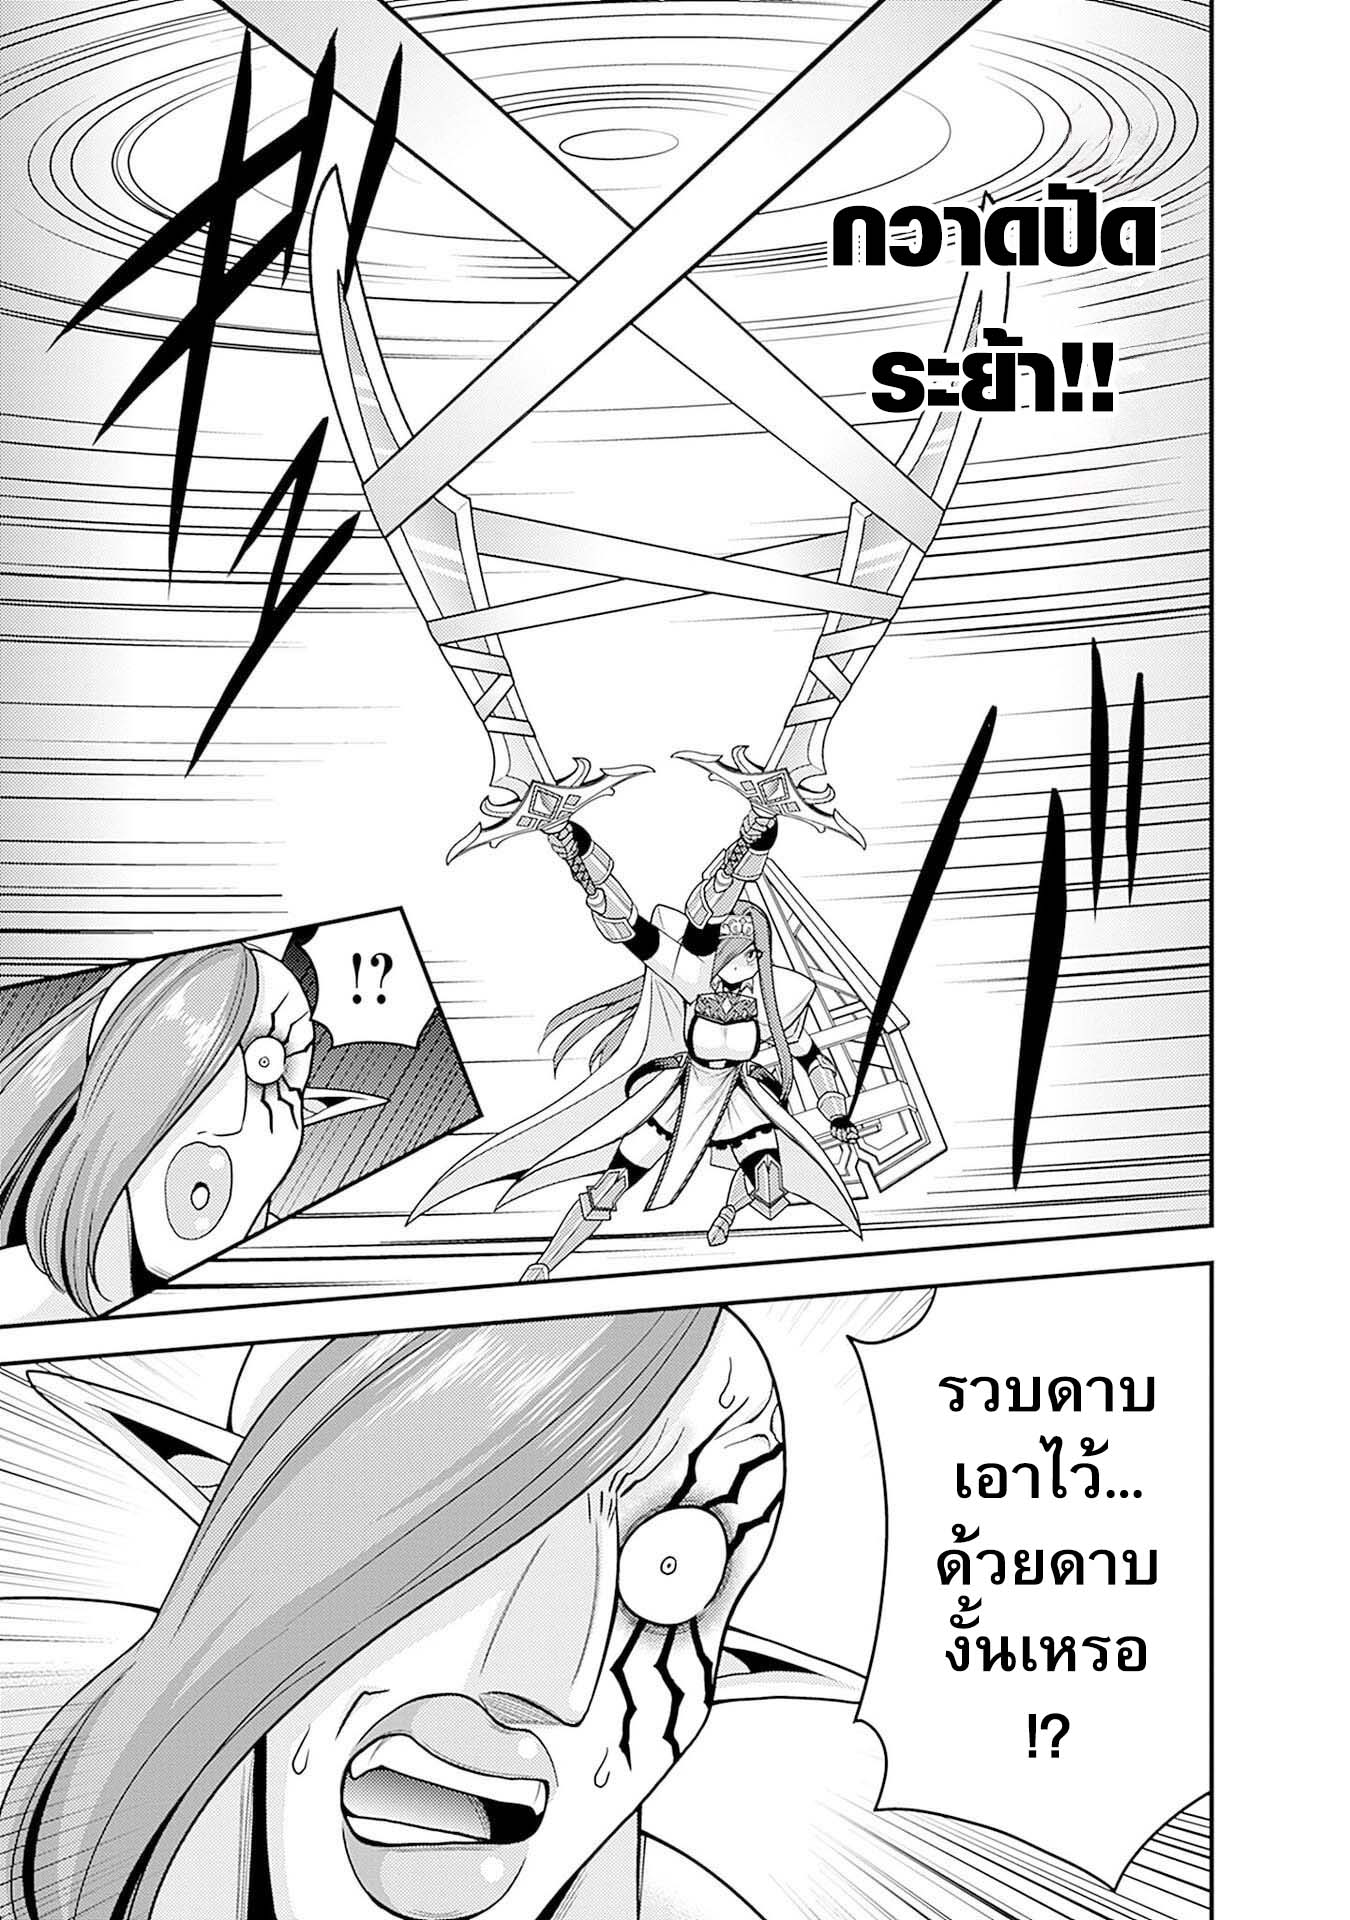 กวาดปัด
ระย้า!!
!?
รวบดาบ
เอาไว้...
ด้วยดาบ
งั้นเหรอ
!?